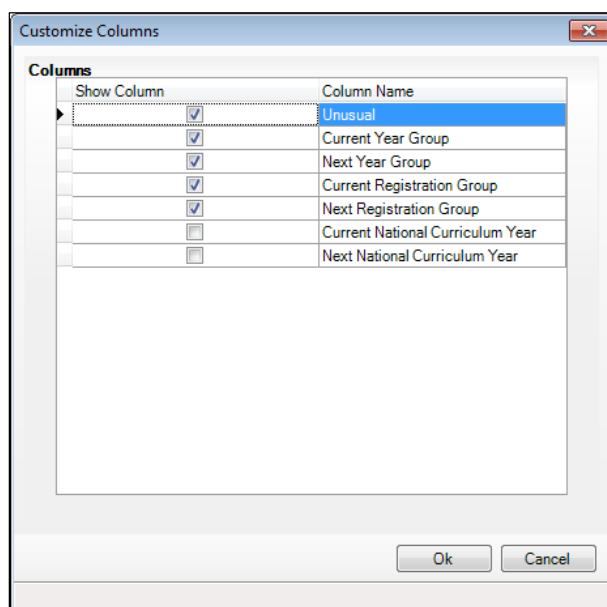 Customize Columns
Columns
Show Column Column Name
Unusual
Current Year Group
Next Year Group
Current Registration Group
Next Registration Group
Current National Curriculum Year
Next National Curriculum Year
Ok Cancel